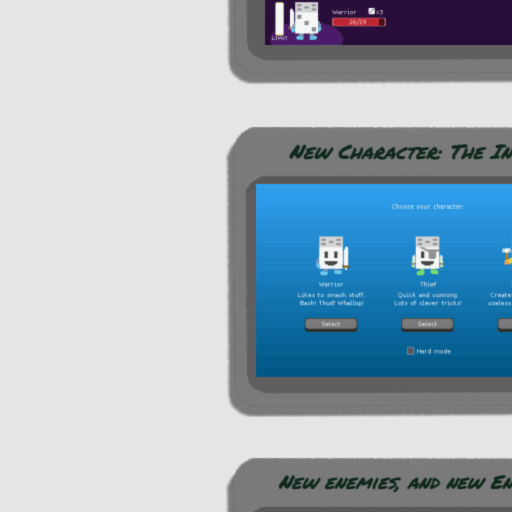 Warrior x3
26/29
LIMIT
New Character: The In
Choose your character:
Warrior
Likes to smash stuff.
Bash! Thud! Whallop!
Select
Thief
Quick and cunning.
Lots of clever tricks!
Select
Create
useless
Hard mode
New enemies, and new En